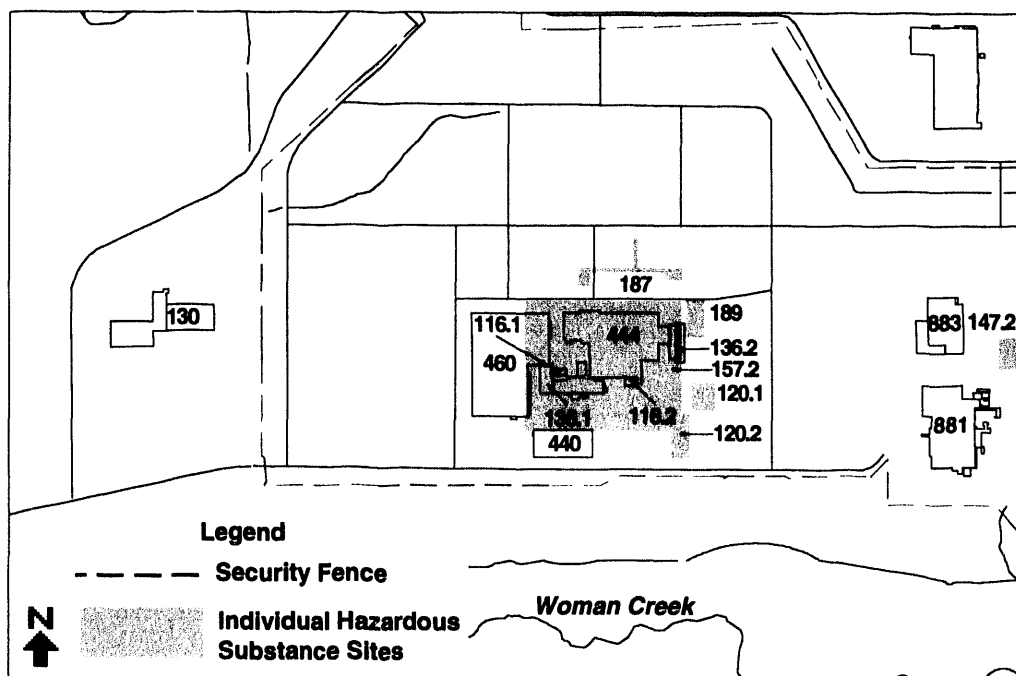 187
189
130
116.1
444
883
147.2
136.2
460
157.2
120.1
136.1
116.2
881
440
120.2
Legend
Security Fence
N
Individual Hazardous
Substance Sites
Woman Creek